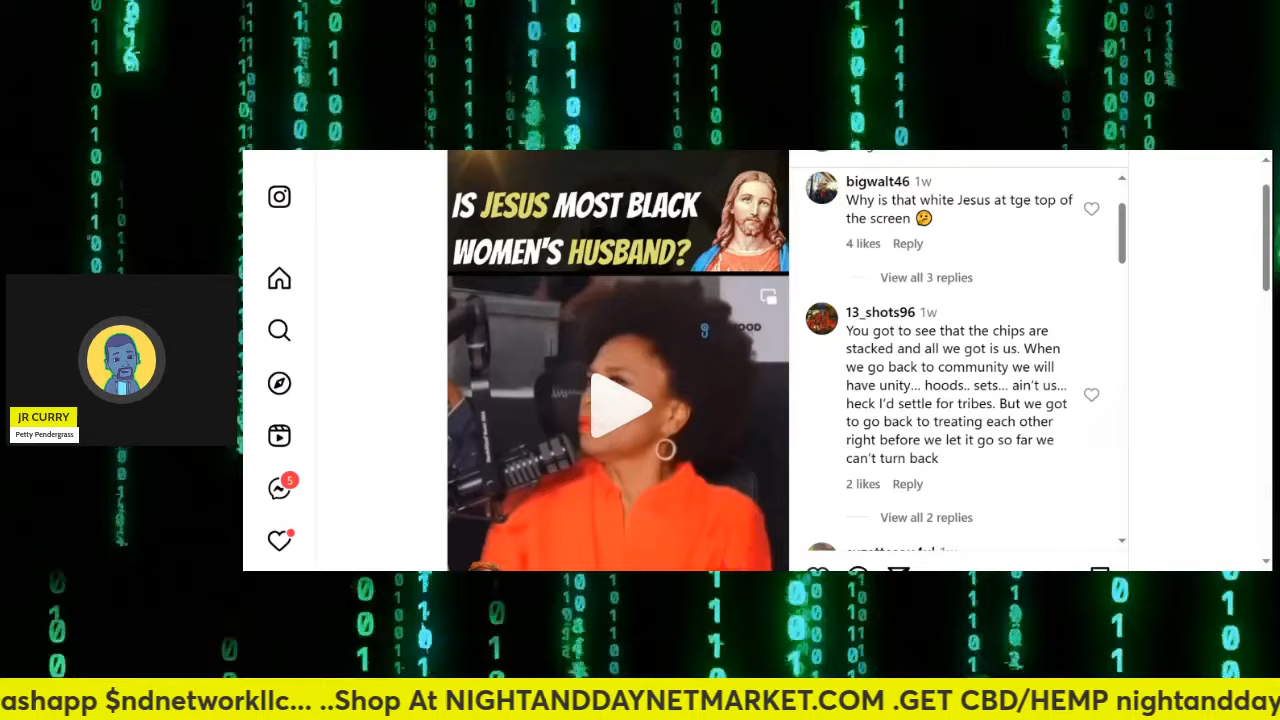 IS JESUS MOST BLACK
WOMEN'S HUSBAND?
OOD
bigwalt46 1w
Why is that white Jesus at tge top of
the screen 🤔
4 likes Reply
View all 3 replies
13_shots96 1w
You got to see that the chips are
stacked and all we got is us. When
we go back to community we will
have unity... hoods.. sets... ain't us...
heck I'd settle for tribes. But we got
to go back to treating each other
right before we let it go so far we
can't turn back
2 likes Reply
View all 2 replies
5
JR CURRY
Petty Pendergrass
ashapp $ndnetworkllc... ..Shop At NIGHTANDDAYNETMARKET.COM .GET CBD/HEMP nightandday